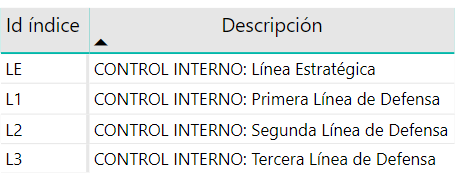 Id índice Descripción
LE CONTROL INTERNO: Línea Estratégica
L1 CONTROL INTERNO: Primera Línea de Defensa
L2 CONTROL INTERNO: Segunda Línea de Defensa
L3 CONTROL INTERNO: Tercera Línea de Defensa